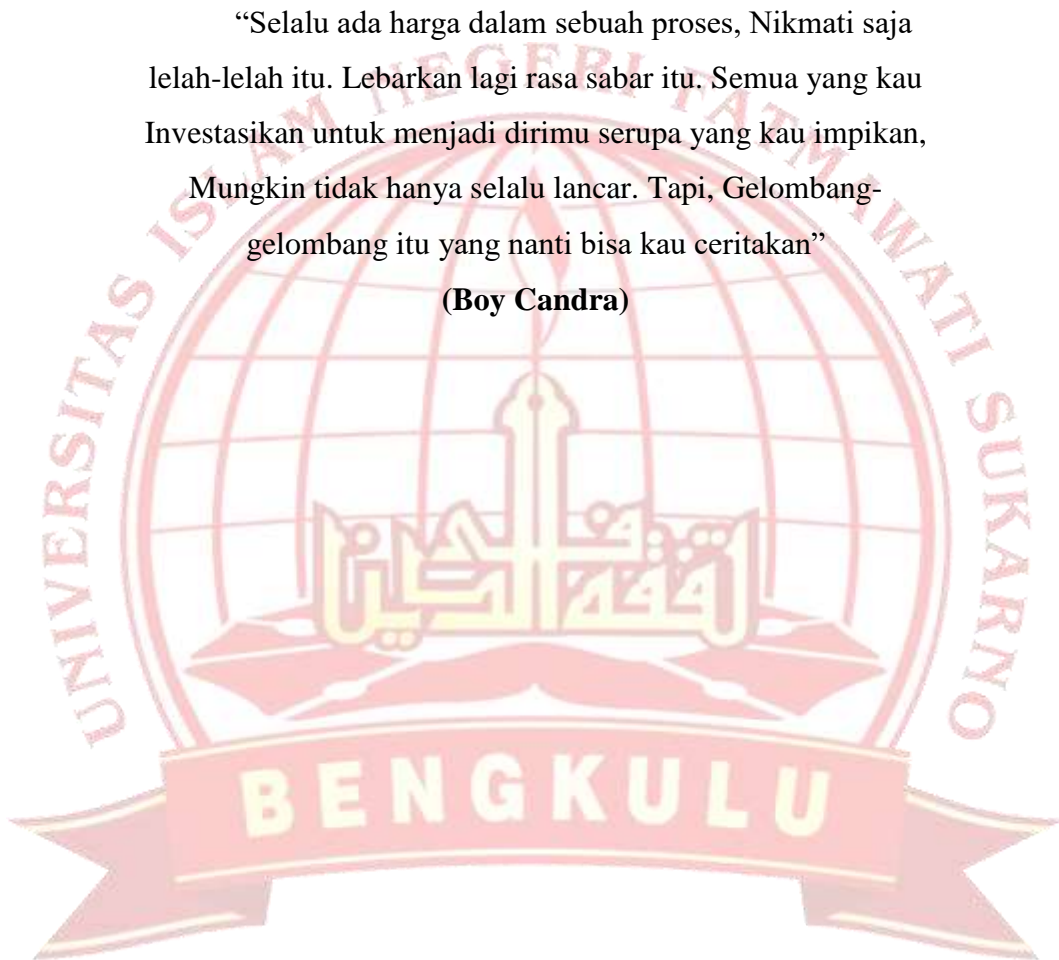 “Selalu ada harga dalam sebuah proses, Nikmati saja
lelah-lelah itu. Lebarkan lagi rasa sabar itu. Semua yang kau
Investasikan untuk menjadi dirimu serupa yang kau impikan,
Mungkin tidak hanya selalu lancar. Tapi, Gelombang-
gelombang itu yang nanti bisa kau ceritakan”
(Boy Candra)
UNIVERSITAS ISLAM NEGERI FATMAWATI SUKARNO
BENGKULU